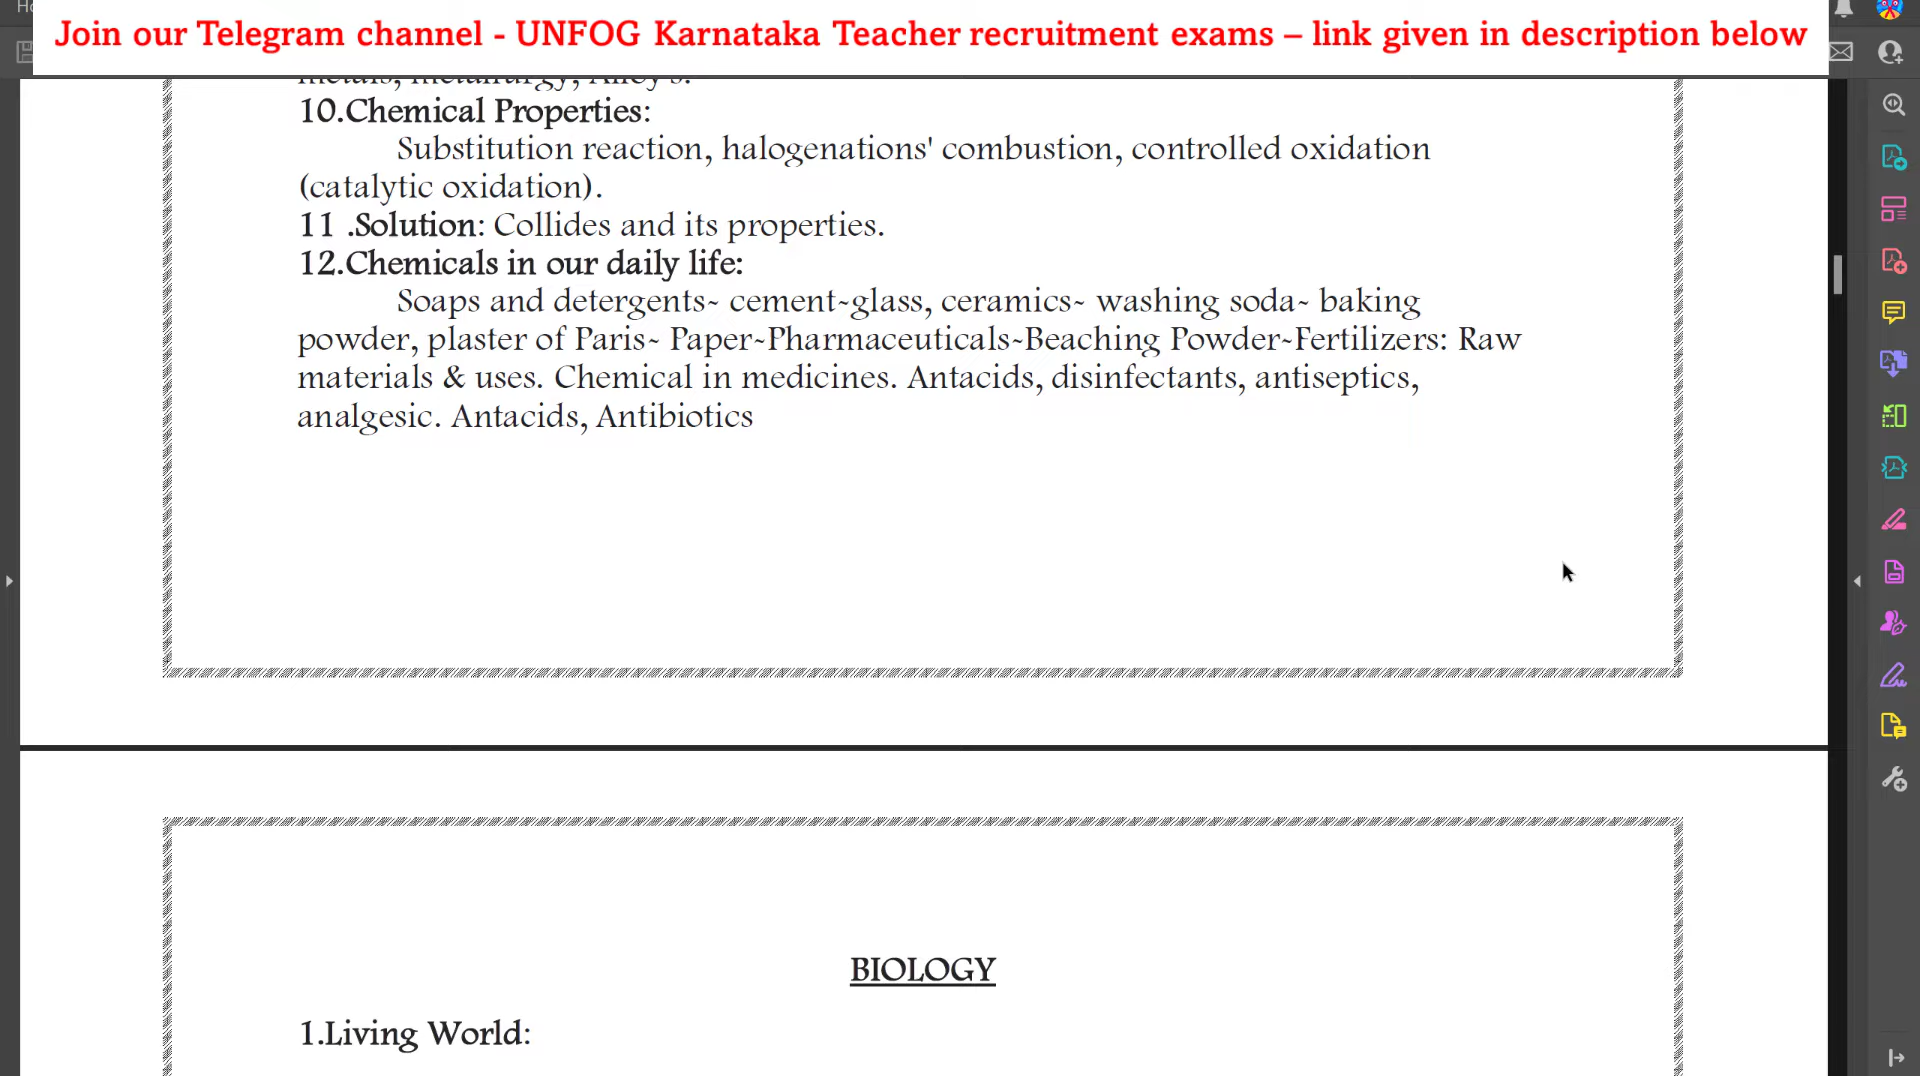 Join our Telegram channel - UNFOG Karnataka Teacher recruitment exams – link given in description below
metals, metallurgy, Alloy's.
10.Chemical Properties:
Substitution reaction, halogenations' combustion, controlled oxidation
(catalytic oxidation).
11 .Solution: Collides and its properties.
12.Chemicals in our daily life:
Soaps and detergents- cement-glass, ceramics- washing soda- baking
powder, plaster of Paris- Paper-Pharmaceuticals-Beaching Powder-Fertilizers: Raw
materials & uses. Chemical in medicines. Antacids, disinfectants, antiseptics,
analgesic. Antacids, Antibiotics
BIOLOGY
1.Living World: